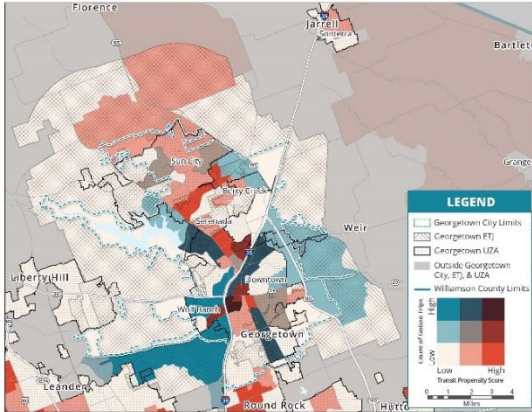 Florence
Jarrell
Sonterra
Bartlett
Granger
Sun City
Berry Creek
Serenada
Weir
Liberty Hill
Downtown
Wolf Ranch
Georgetown
Leander
Round Rock
Hutto
LEGEND
Georgetown City Limits
Georgetown ETJ
Georgetown UZA
Outside Georgetown
City, ETJ, & UZA
Williamson County Limits
High
Count of Action Trips
Low
Low High
Transit Propensity Score
0 1 2 3 4
Miles